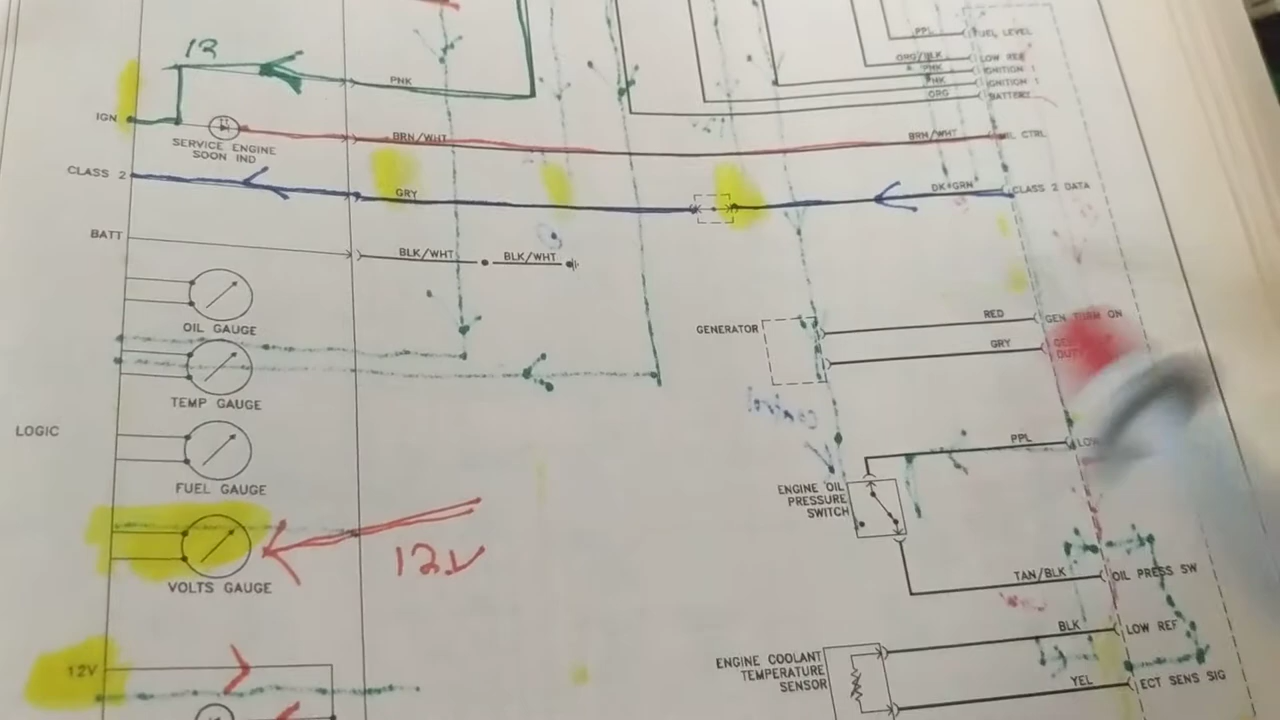 PPL FUEL LEVEL
ORG/BLK LOW REF
PNK IGNITION 1
PNK IGNITION 1
ORG BATTERY
PNK
IGN
SERVICE ENGINE
SOON IND
BRN/WHT
BRN/WHT
CTRL
CLASS 2
GRY
DK GRN
CLASS 2 DATA
BATT
BLK/WHT
BLK/WHT
OIL GAUGE
GENERATOR
RED
GEN TURN ON
GRY
TEMP GAUGE
LOGIC
FUEL GAUGE
PPL
ENGINE OIL
PRESSURE
SWITCH
12V
VOLTS GAUGE
TAN/BLK
OIL PRESS SW
12V
BLK
LOW REF
ENGINE COOLANT
TEMPERATURE
SENSOR
YEL
ECT SENS SIG